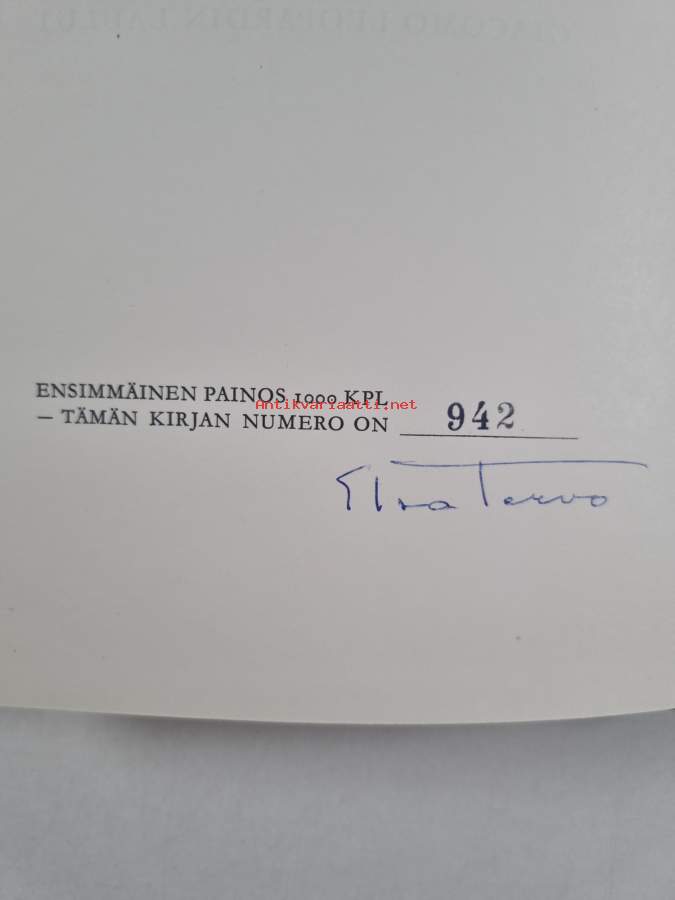 ENSIMMÄINEN PAINOS 1000 KPL
Antikvariaatti.net
– TÄMÄN KIRJAN NUMERO ON 942
Elna Tervo